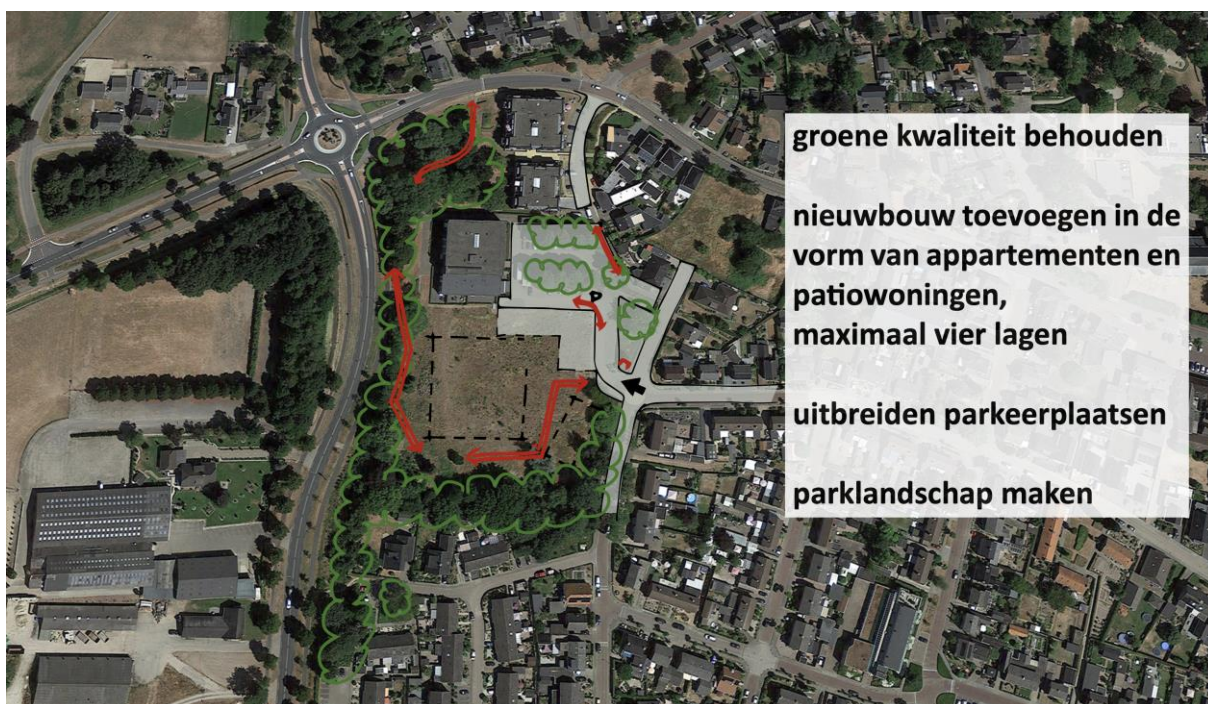 groene kwaliteit behouden
nieuwbouw toevoegen in de
vorm van appartementen en
patiowoningen,
maximaal vier lagen
uitbreiden parkeerplaatsen
parklandschap maken